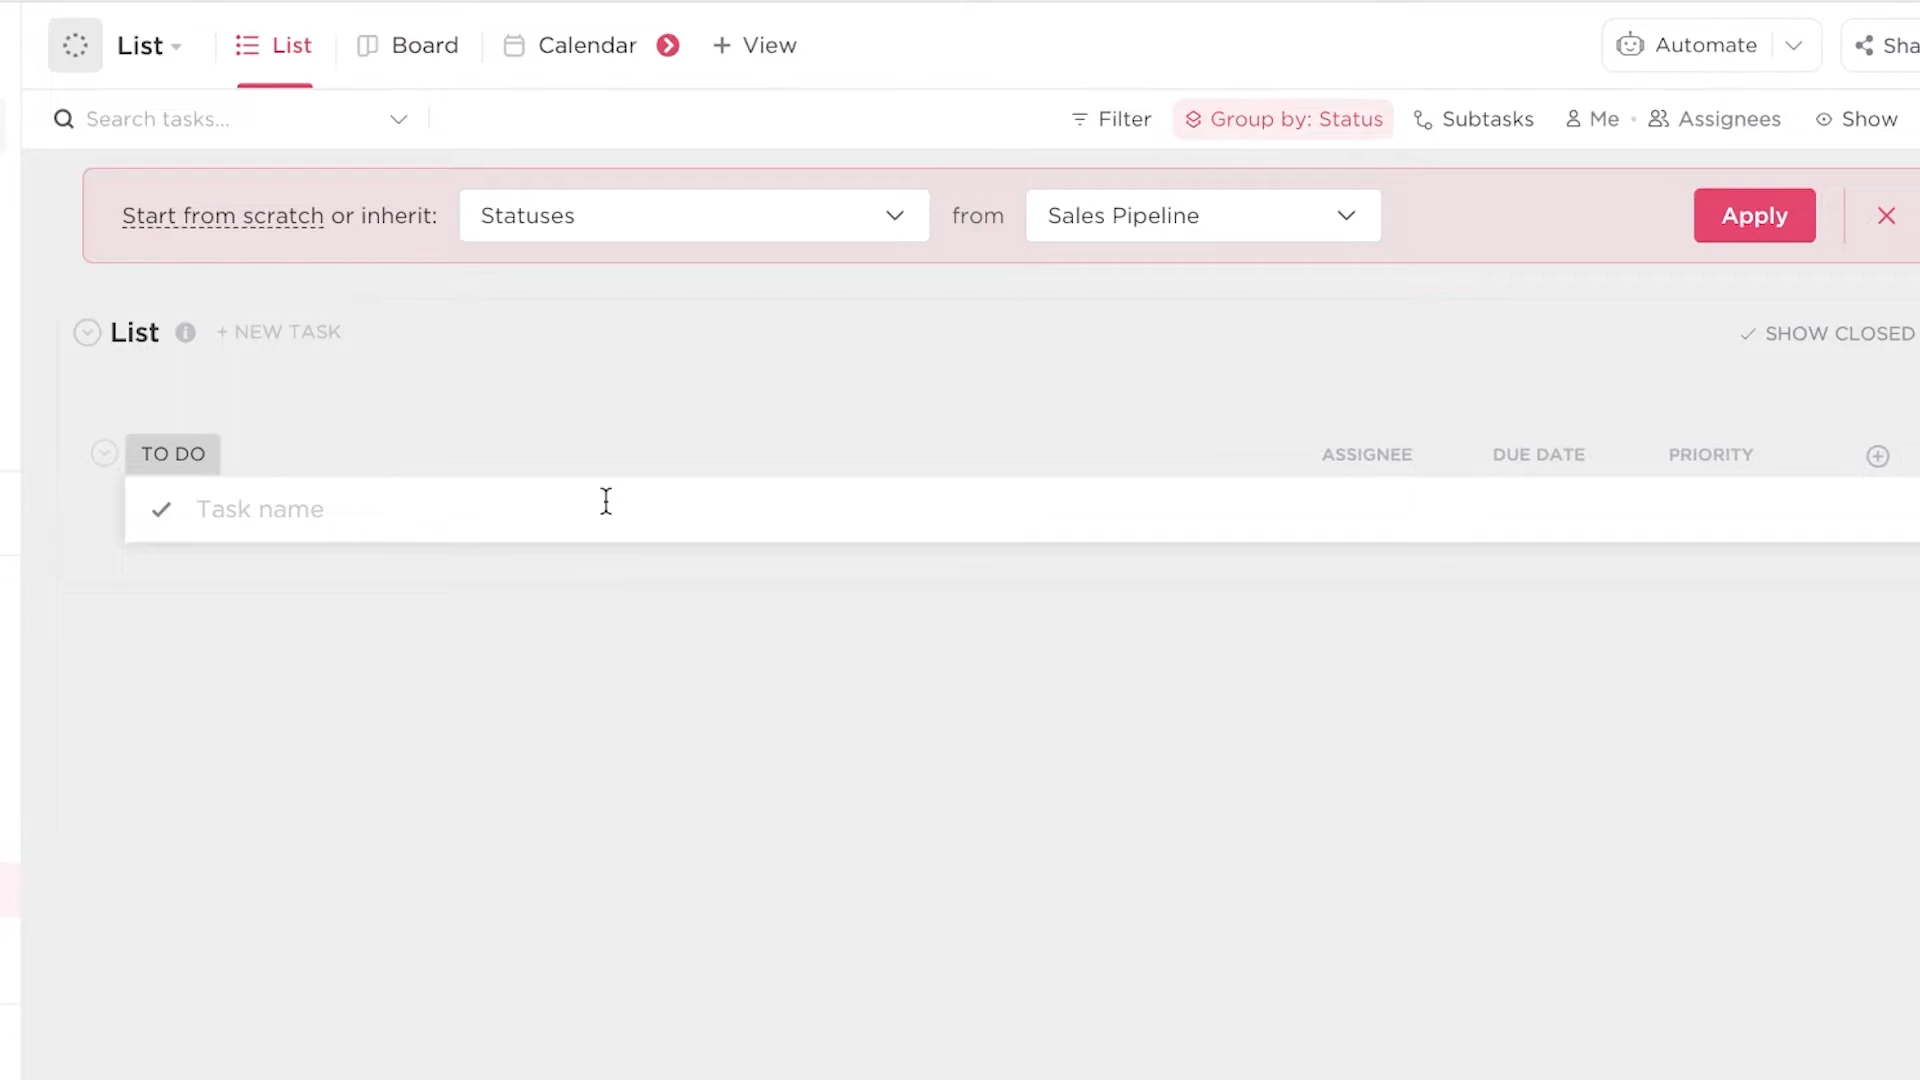 List List Board Calendar View Automate Sha
Search tasks... Filter Group by: Status Subtasks Me • Assignees Show
Start from scratch or inherit: Statuses from Sales Pipeline Apply
List + NEW TASK SHOW CLOSED
TO DO ASSIGNEE DUE DATE PRIORITY
Task name